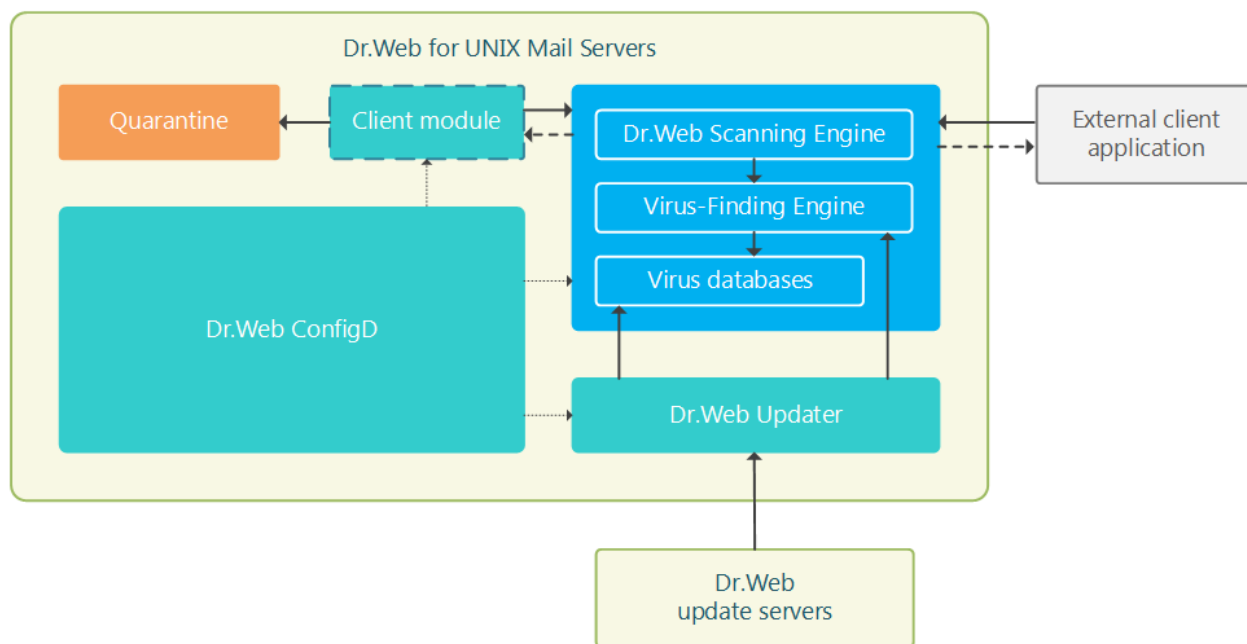 Dr.Web for UNIX Mail Servers
Quarantine
Client module
Dr.Web Scanning Engine
External client
application
Virus-Finding Engine
Virus databases
Dr.Web ConfigD
Dr.Web Updater
Dr.Web
update servers